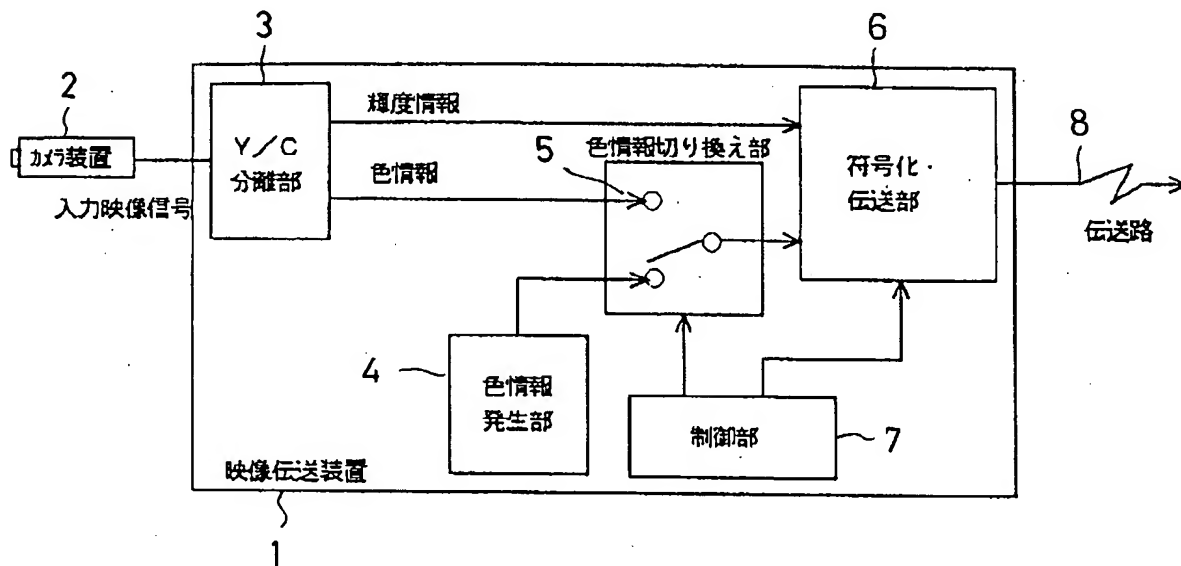 3
6
2
輝度情報
8
カメラ装置
Y/C
分離部
5
色情報切り換え部
符号化・
伝送部
色情報
入力映像信号
伝送路
4
色情報
発生部
制御部
7
映像伝送装置
1